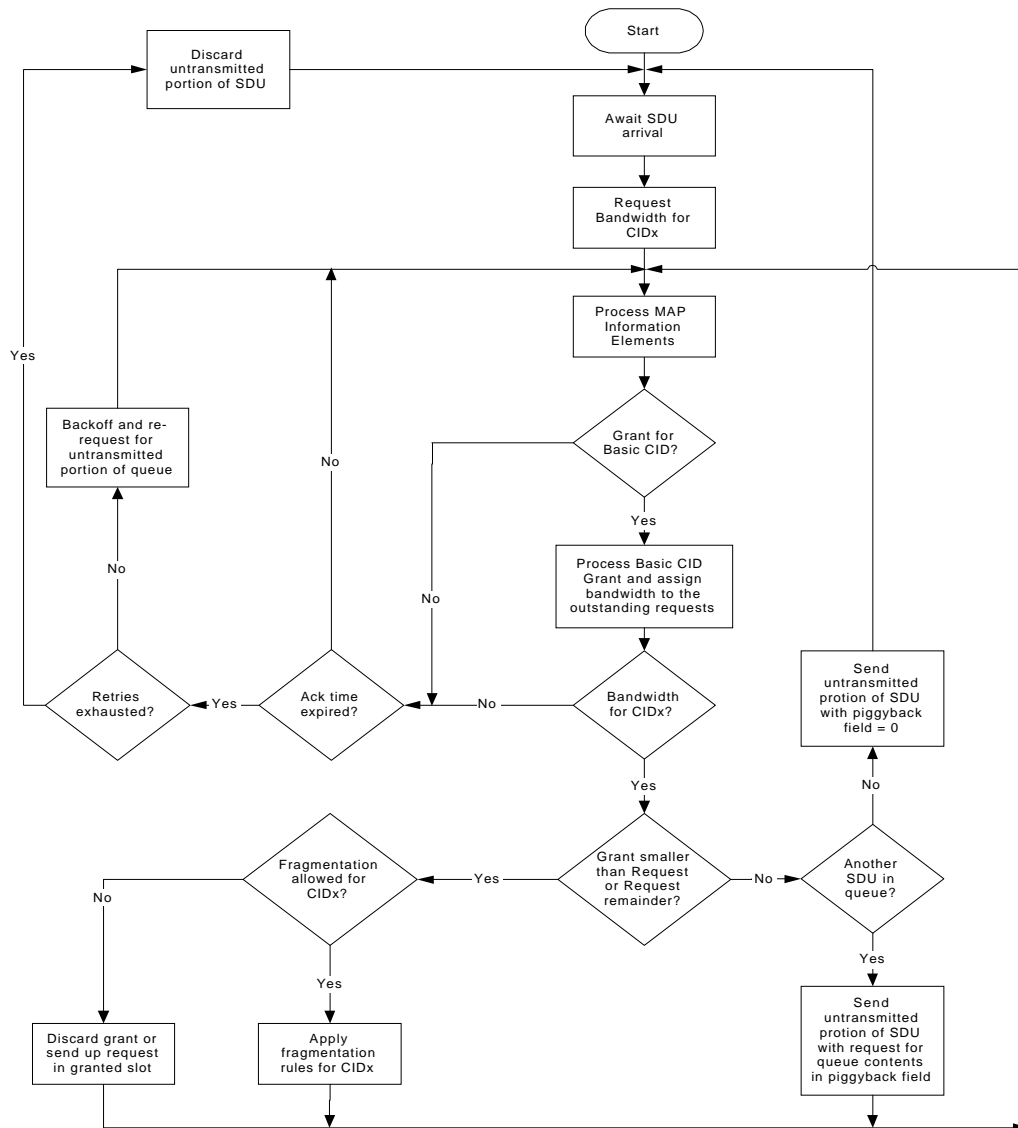 Start
Discard
untransmitted
portion of SDU
Await SDU
arrival
Request
Bandwidth for
CIDx
Process MAP
Information
Elements
Yes
Backoff and re-
request for
untransmitted
portion of queue
Grant for
Basic CID?
No
Yes
Process Basic CID
Grant and assign
bandwidth to the
outstanding requests
No
No
Retries
exhausted?
Yes
Ack time
expired?
No
Bandwidth
for CIDx?
Send
untransmitted
protion of SDU
with piggyback
field = 0
Yes
No
Fragmentation
allowed for
CIDx?
Yes
Grant smaller
than Request
or Request
remainder?
No
Another
SDU in
queue?
No
Yes
Yes
Discard grant or
send up request
in granted slot
Apply
fragmentation
rules for CIDx
Send
untransmitted
protion of SDU
with request for
queue contents
in piggyback field